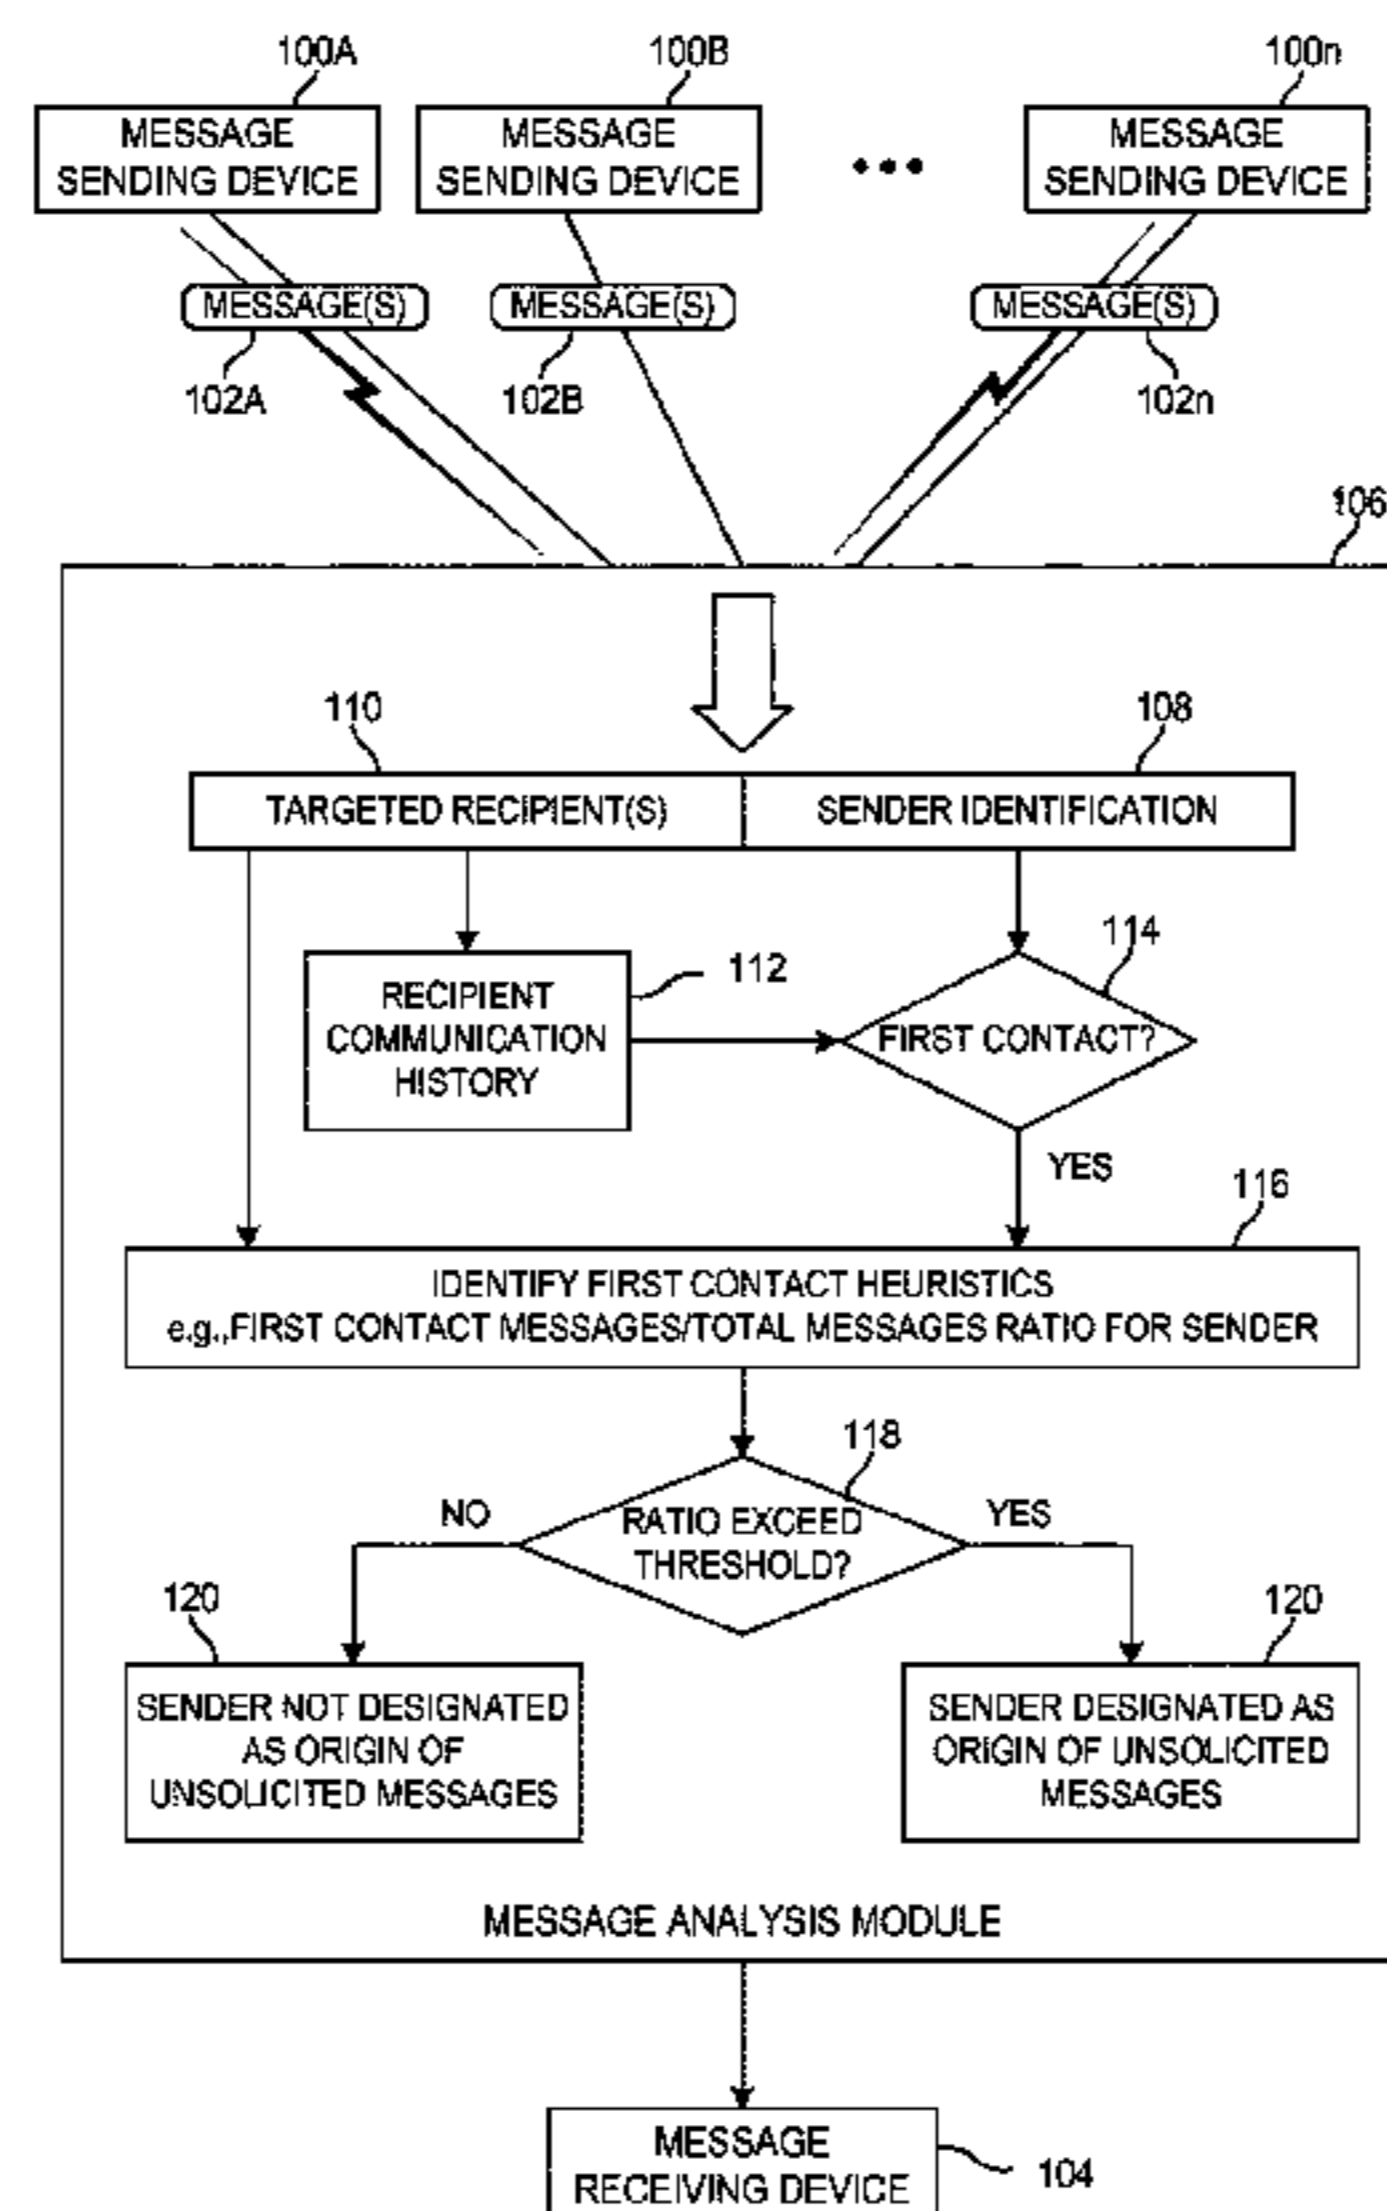 100A
100B
100n
MESSAGE
SENDING DEVICE
MESSAGE
SENDING DEVICE
MESSAGE
SENDING DEVICE
MESSAGE(S)
MESSAGE(S)
MESSAGE(S)
102A
102B
102n
106
110
108
TARGETED RECIPIENT(S)
SENDER IDENTIFICATION
114
112
RECIPIENT
COMMUNICATION
HISTORY
FIRST CONTACT?
YES
116
IDENTIFY FIRST CONTACT HEURISTICS
e.g.,FIRST CONTACT MESSAGES/TOTAL MESSAGES RATIO FOR SENDER
118
NO
RATIO EXCEED
THRESHOLD?
YES
120
120
SENDER NOT DESIGNATED
AS ORIGIN OF
UNSOLICITED MESSAGES
SENDER DESIGNATED AS
ORIGIN OF UNSOLICITED
MESSAGES
MESSAGE ANALYSIS MODULE
MESSAGE
RECEIVING DEVICE
104